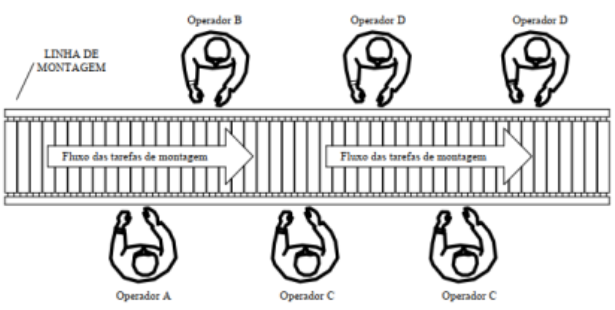 Operador B
Operador D
Operador D
LINHA DE
MONTAGEM
Fluxo das tarefas de montagem
Fluxo das tarefas de montagem
Operador A
Operador C
Operador C